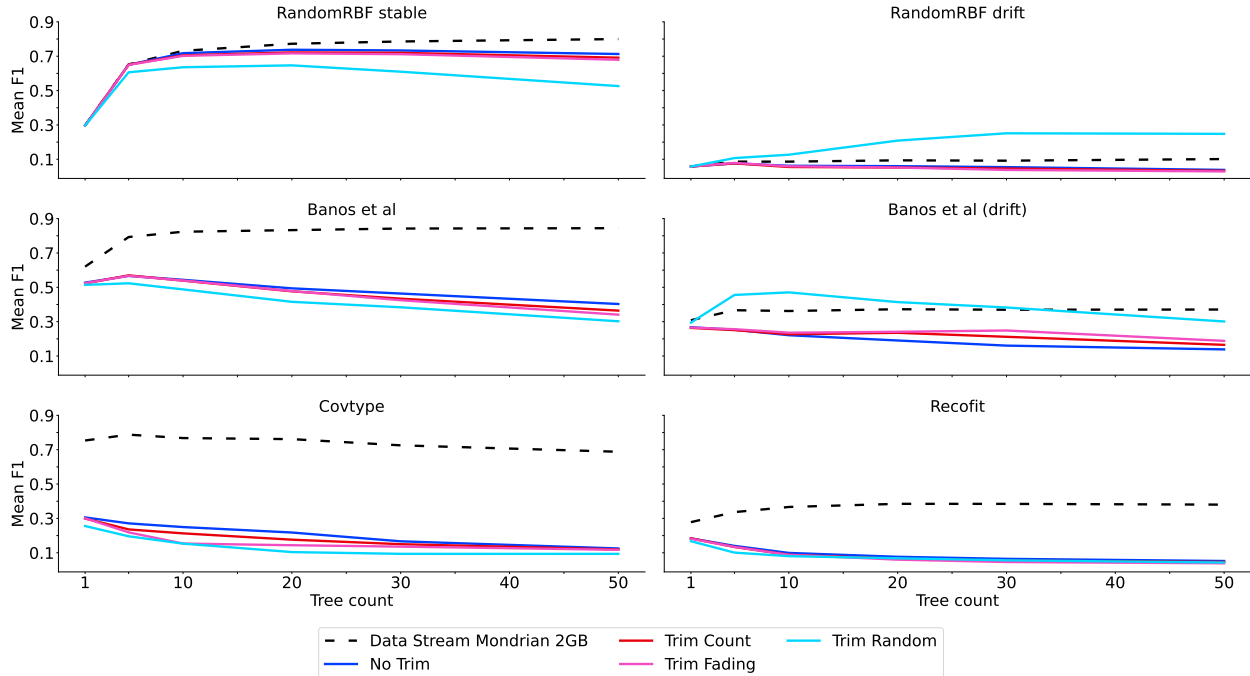 RandomRBF stable
RandomRBF drift
0.9
0.7
0.5
0.3
0.1
Mean F1
Banos et al
Banos et al (drift)
0.9
0.7
0.5
0.3
0.1
Mean F1
Covtype
Recofit
0.9
0.7
0.5
0.3
0.1
Mean F1
1 10 20 30 40 50
Tree count
1 10 20 30 40 50
Tree count
Data Stream Mondrian 2GB
No Trim
Trim Count
Trim Fading
Trim Random